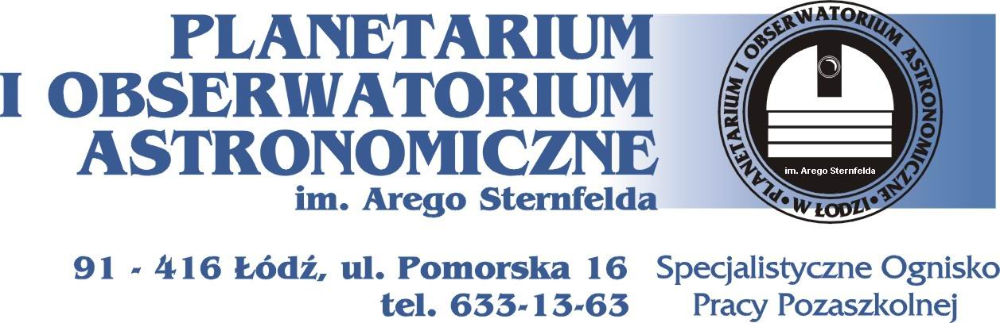 PLANETARIUM
I OBSERWATORIUM
ASTRONOMICZNE
im. Arego Sternfelda
PLANETARIUM I OBSERWATORIUM ASTRONOMICZNE
• W ŁODZI •
im. Arego Sternfelda
91 - 416 Łódź, ul. Pomorska 16
tel. 633-13-63
Specjalistyczne Ognisko
Pracy Pozaszkolnej